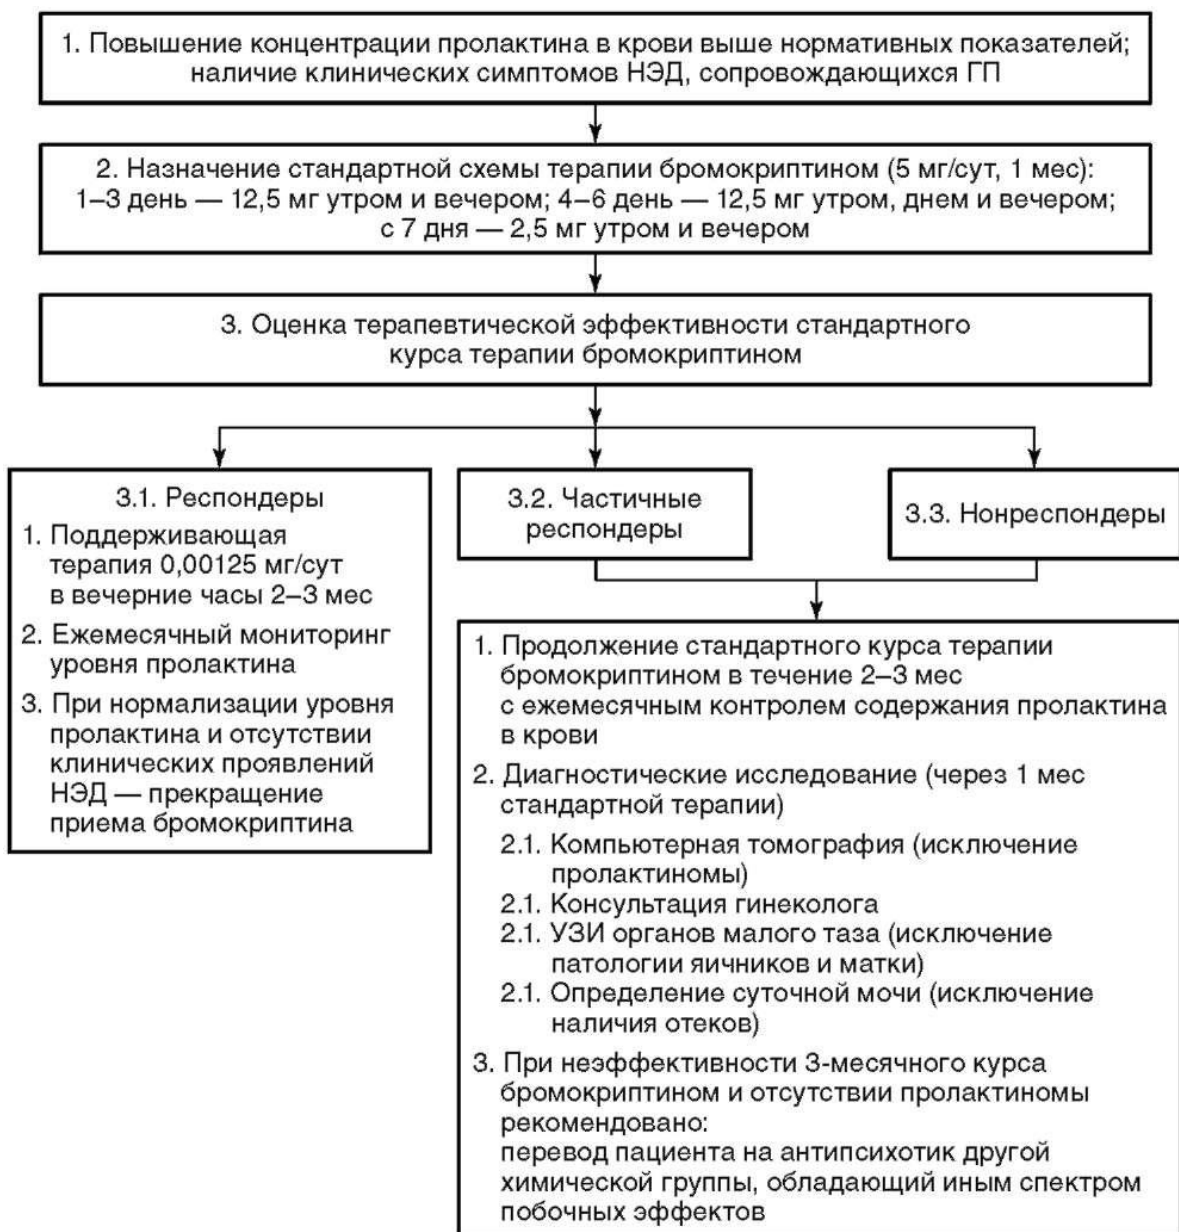 1. Повышение концентрации пролактина в крови выше нормативных показателей;
наличие клинических симптомов НЭД, сопровождающихся ГП
2. Назначение стандартной схемы терапии бромокриптином (5 мг/сут, 1 мес):
1–3 день — 12,5 мг утром и вечером; 4–6 день — 12,5 мг утром, днем и вечером;
с 7 дня — 2,5 мг утром и вечером
3. Оценка терапевтической эффективности стандартного
курса терапии бромокриптином
3.1. Респондеры
1. Поддерживающая
терапия 0,00125 мг/сут
в вечерние часы 2–3 мес
2. Ежемесячный мониторинг
уровня пролактина
3. При нормализации уровня
пролактина и отсутствии
клинических проявлений
НЭД — прекращение
приема бромокриптина
3.2. Частичные
респондеры
3.3. Нонреспондеры
1. Продолжение стандартного курса терапии
бромокриптином в течение 2–3 мес
с ежемесячным контролем содержания пролактина
в крови
2. Диагностические исследование (через 1 мес
стандартной терапии)
2.1. Компьютерная томография (исключение
пролактиномы)
2.1. Консультация гинеколога
2.1. УЗИ органов малого таза (исключение
патологии яичников и матки)
2.1. Определение суточной мочи (исключение
наличия отеков)
3. При неэффективности 3-месячного курса
бромокриптином и отсутствии пролактиномы
рекомендовано:
перевод пациента на антипсихотик другой
химической группы, обладающий иным спектром
побочных эффектов